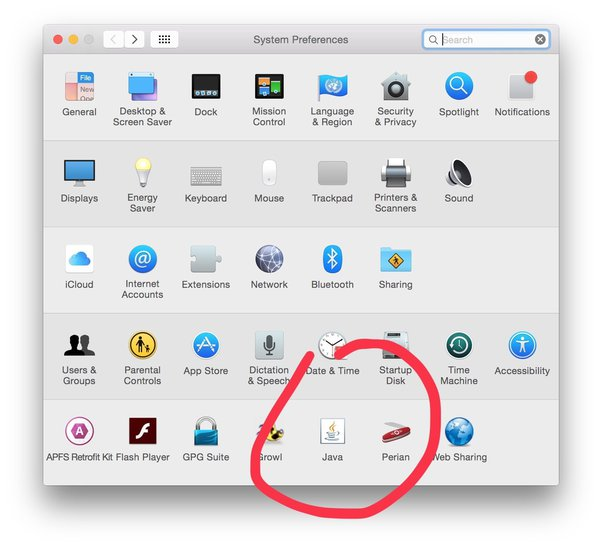 System Preferences
Search
General
Desktop &
Screen Saver
Dock
Mission
Control
Language
& Region
Security
& Privacy
Spotlight
Notifications
Displays
Energy
Saver
Keyboard
Mouse
Trackpad
Printers &
Scanners
Sound
iCloud
Internet
Accounts
Extensions
Network
Bluetooth
Sharing
Users &
Groups
Parental
Controls
App Store
Dictation
& Speech
Date & Time
Startup
Disk
Time
Machine
Accessibility
APFS Retrofit Kit
Flash Player
GPG Suite
Growl
Java
Perian
Web Sharing